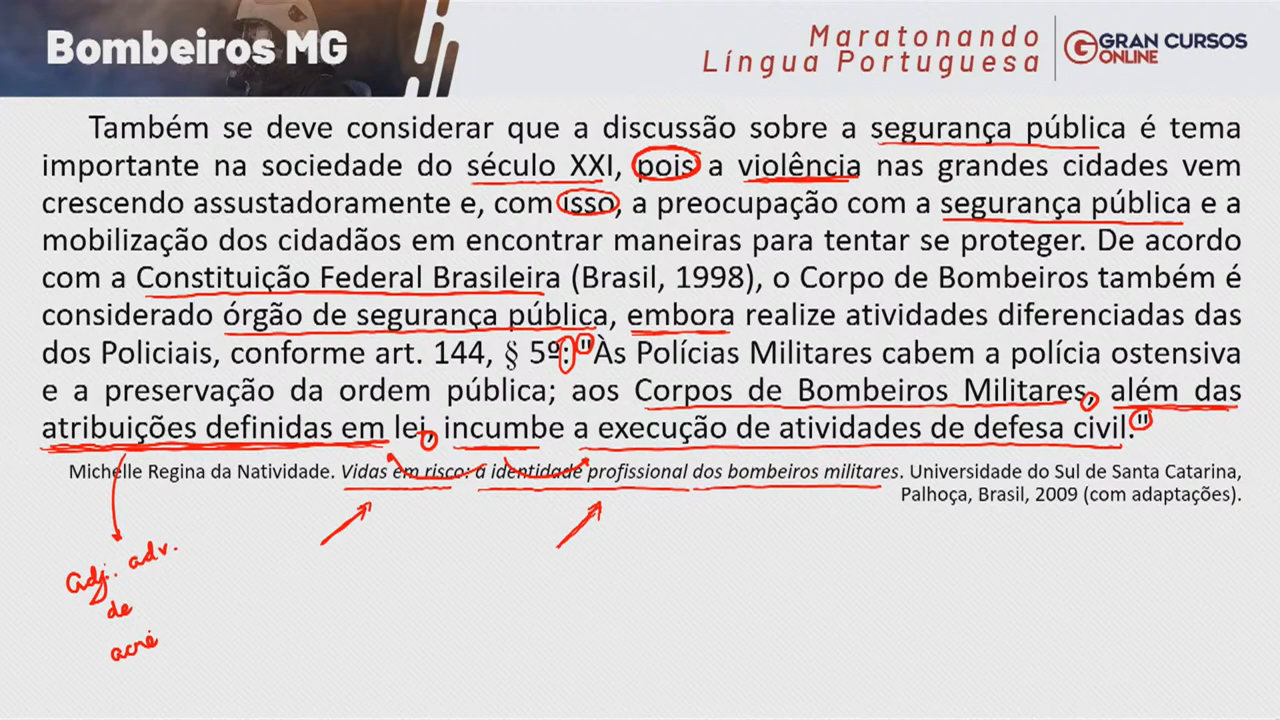 Bombeiros MG
Maratonando
Língua Portuguesa
GRAN CURSOS
ONLINE
Também se deve considerar que a discussão sobre a segurança pública é tema
importante na sociedade do século XXI, pois a violência nas grandes cidades vem
crescendo assustadoramente e, com isso, a preocupação com a segurança pública e a
mobilização dos cidadãos em encontrar maneiras para tentar se proteger. De acordo
com a Constituição Federal Brasileira (Brasil, 1998), o Corpo de Bombeiros também é
considerado órgão de segurança pública, embora realize atividades diferenciadas das
dos Policiais, conforme art. 144, § 5º: "Às Polícias Militares cabem a polícia ostensiva
e a preservação da ordem pública; aos Corpos de Bombeiros Militares, além das
atribuições definidas em lei, incumbe a execução de atividades de defesa civil."
Michelle Regina da Natividade. Vidas em risco: a identidade profissional dos bombeiros militares. Universidade do Sul de Santa Catarina,
Palhoça, Brasil, 2009 (com adaptações).
Adj. adv.
de
acré